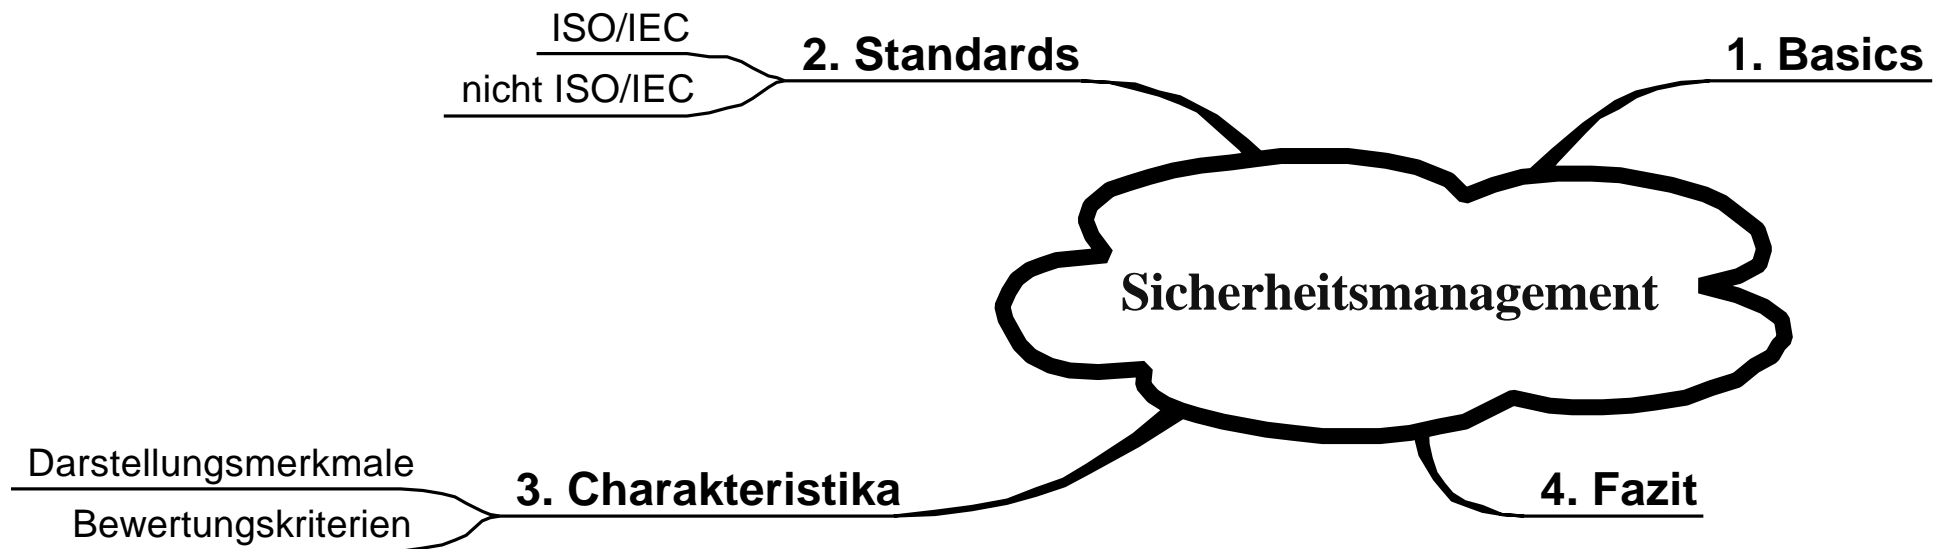 ISO/IEC
2. Standards
1. Basics
nicht ISO/IEC
Sicherheitsmanagement
Darstellungsmerkmale
3. Charakteristika
4. Fazit
Bewertungskriterien